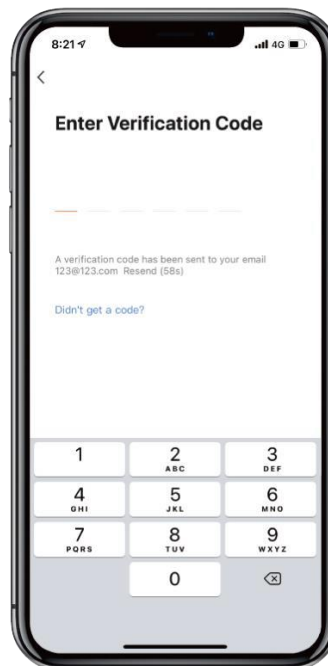 8:21
4G
Enter Verification Code
A verification code has been sent to your email
123@123.com Resend (58s)
Didn't get a code?
1 2 3
ABC DEF
4 5 6
GHI JKL MNO
7 8 9
PQRS TUV WXYZ
0